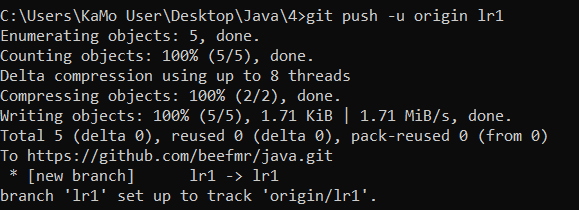 C:\Users\KaMo User\Desktop\Java\4>git push -u origin lr1
Enumerating objects: 5, done.
Counting objects: 100% (5/5), done.
Delta compression using up to 8 threads
Compressing objects: 100% (2/2), done.
Writing objects: 100% (5/5), 1.71 KiB | 1.71 MiB/s, done.
Total 5 (delta 0), reused 0 (delta 0), pack-reused 0 (from 0)
To https://github.com/beefmr/java.git
 * [new branch]      lr1 -> lr1
branch 'lr1' set up to track 'origin/lr1'.